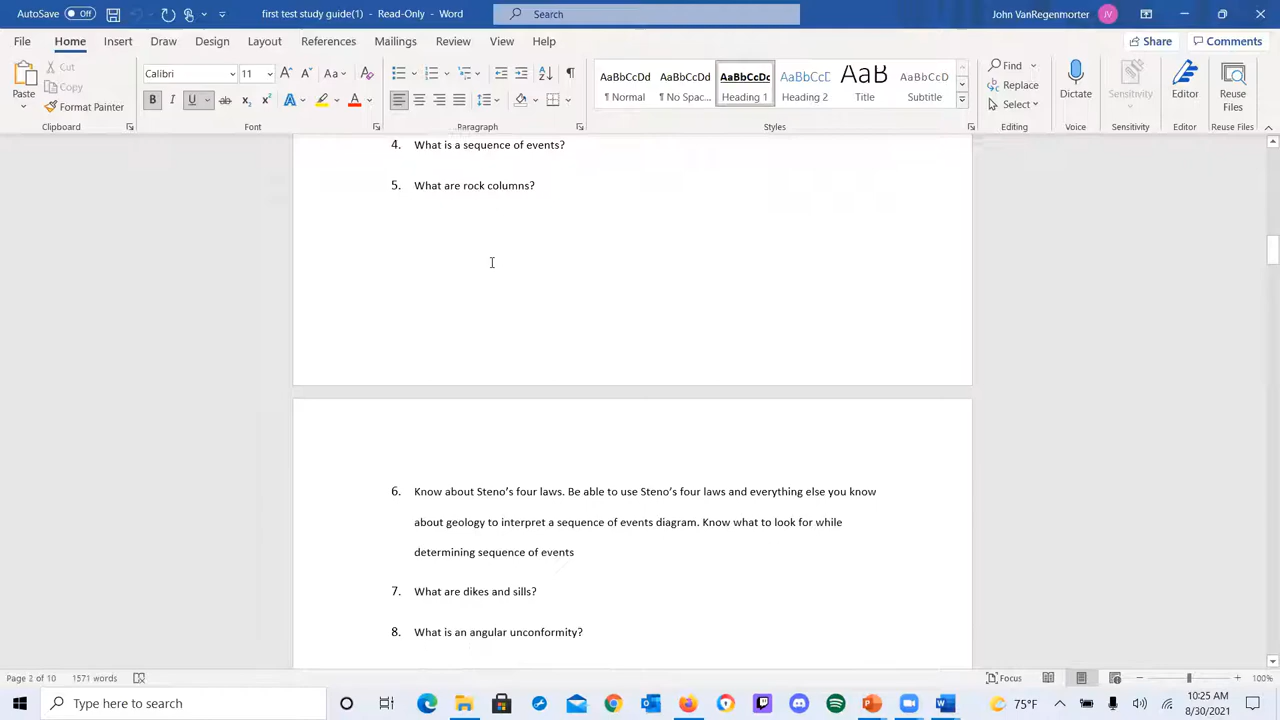 AutoSave Off
first test study guide(1) - Read-Only - Word
Search
John VanRegenmorter JV
File Home Insert Draw Design Layout References Mailings Review View Help Share Comments
Paste
Cut
Copy
Format Painter
Calibri 11
Normal
No Spac...
Heading 1
Heading 2
Title
Subtitle
Find
Replace
Select
Dictate
Sensitivity
Editor
Reuse Files
Clipboard Font Paragraph Styles Editing Voice Sensitivity Editor Reuse Files
4. What is a sequence of events?
5. What are rock columns?
6. Know about Steno's four laws. Be able to use Steno's four laws and everything else you know
about geology to interpret a sequence of events diagram. Know what to look for while
determining sequence of events
7. What are dikes and sills?
8. What is an angular unconformity?
Page 2 of 10 1571 words Focus 100%
Type here to search
75°F
10:25 AM
8/30/2021